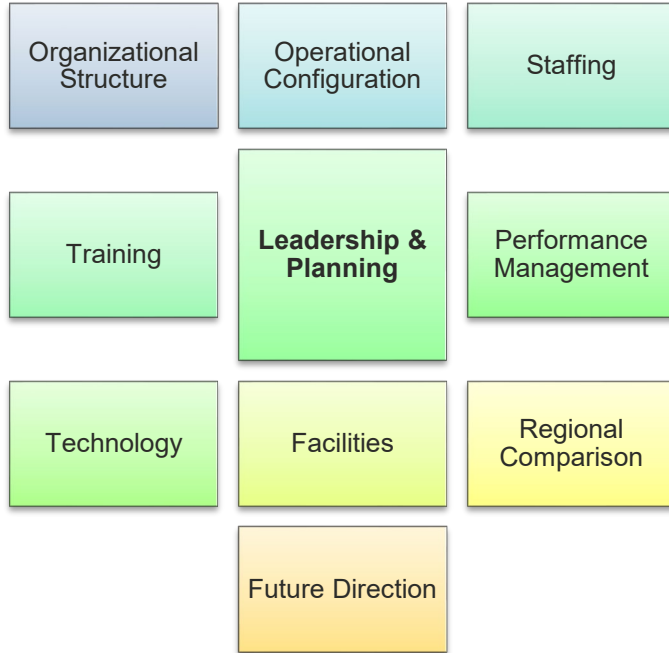 Organizational
Structure
Operational
Configuration
Staffing
Training
Leadership &
Planning
Performance
Management
Technology
Facilities
Regional
Comparison
Future Direction